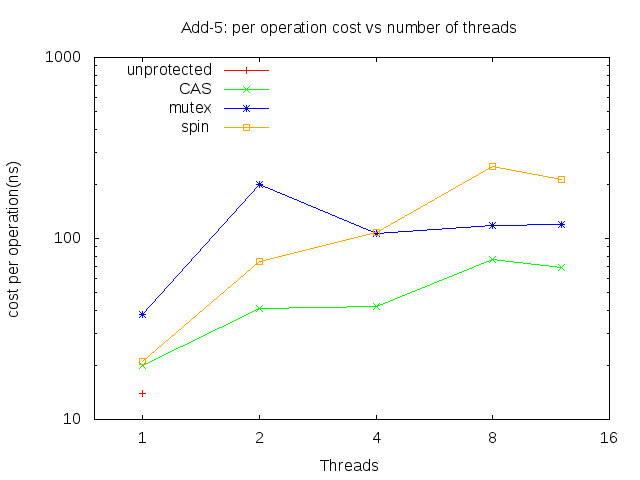 Add-5: per operation cost vs number of threads
1000
unprotected
CAS
mutex
spin
cost per operation(ns)
100
10
1 2 4 8 16
Threads